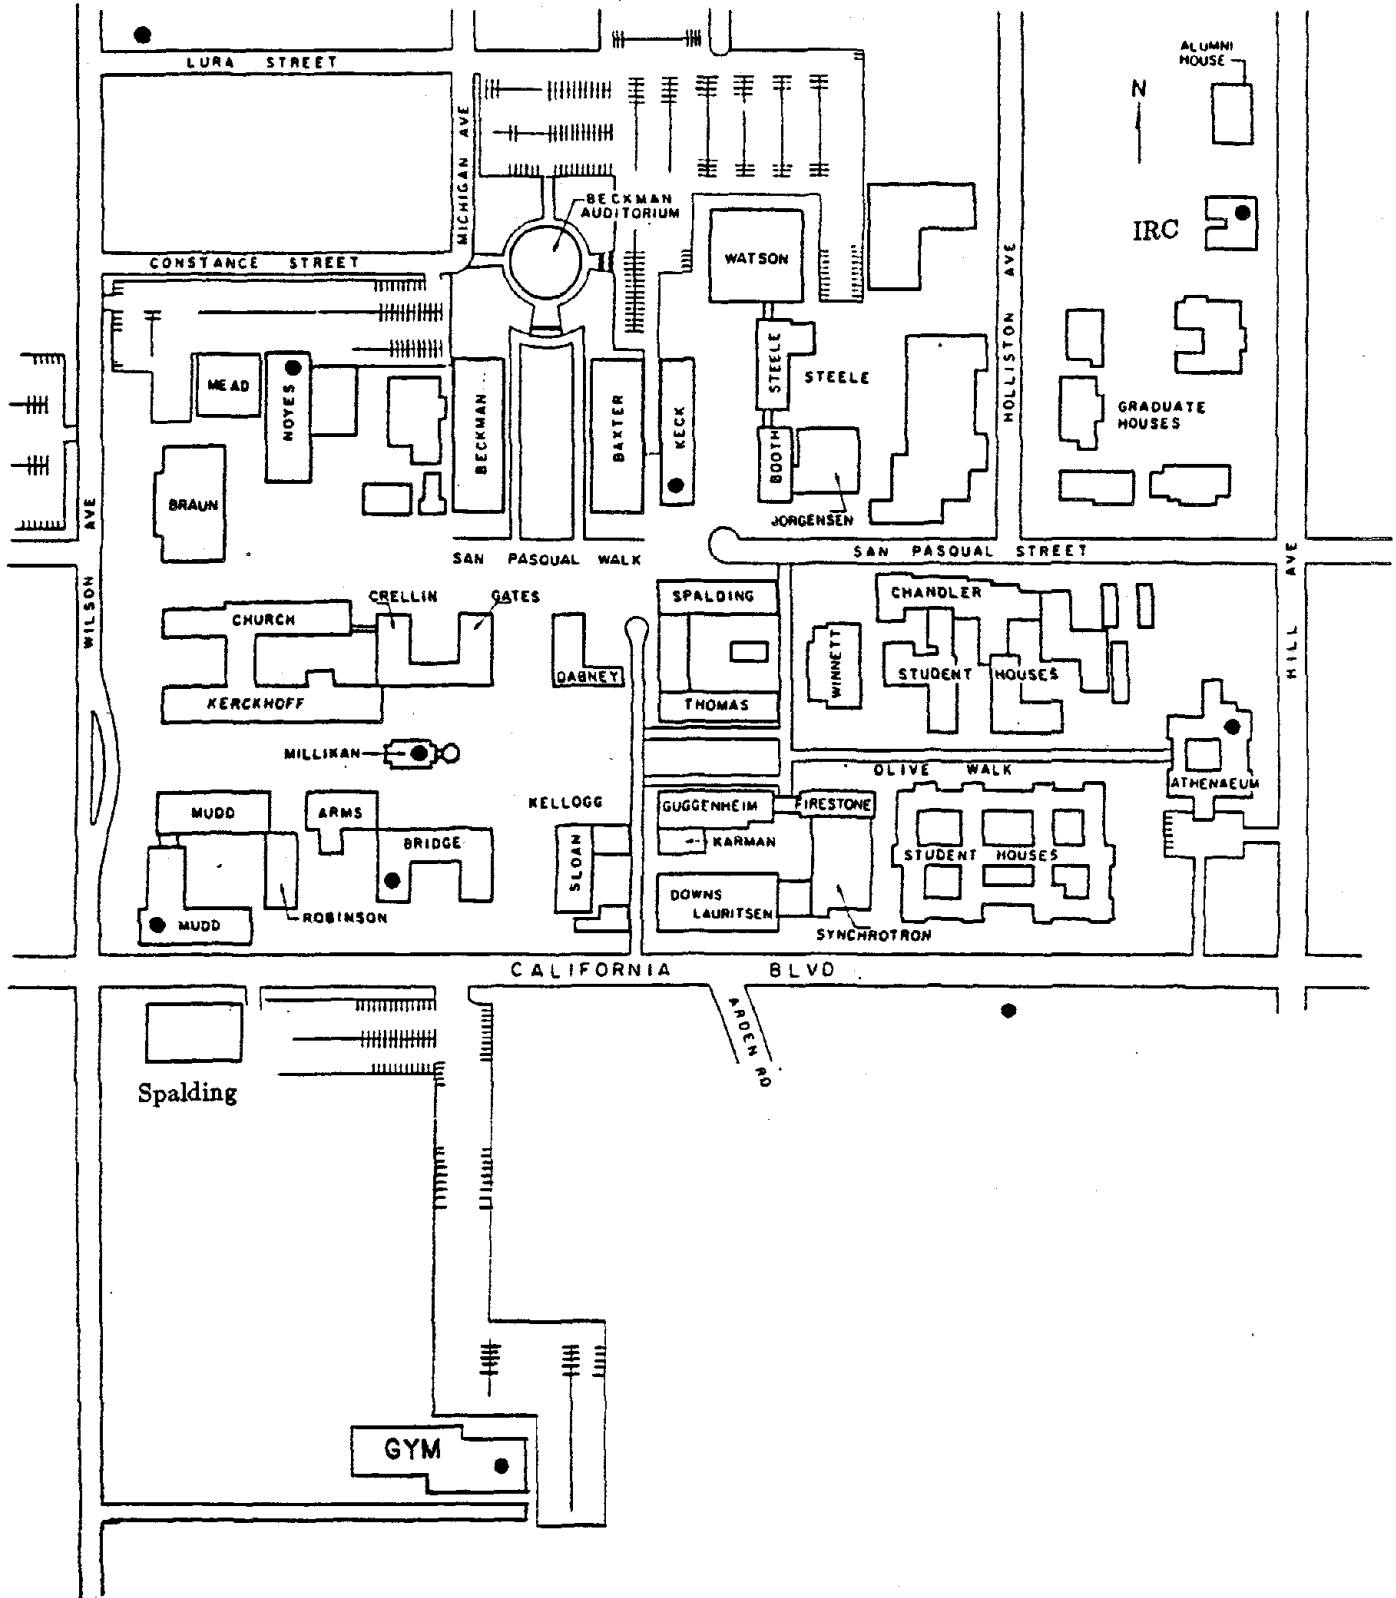 ALUMNI
HOUSE
LURA STREET
N
MICHIGAN AVE
BECKMAN
AUDITORIUM
IRC
CONSTANCE STREET
WATSON
HOLLISTON AVE
MEAD
NOYES
BECKMAN
BAXTER
KECK
STEELE
STEELE
GRADUATE
HOUSES
BRAUN
BOOTH
JORGENSEN
SAN PASQUAL WALK
SAN PASQUAL STREET
WILSON AVE
HILL AVE
CRELLIN
GATES
SPALDING
CHANDLER
CHURCH
DABNEY
WINNETT
STUDENT HOUSES
KERCKHOFF
THOMAS
MILLIKAN
OLIVE WALK
ATHENAEUM
MUDD
ARMS
KELLOGG
GUGGENHEIM
FIRESTONE
BRIDGE
SLOAN
KARMAN
STUDENT HOUSES
DOWNS
LAURITSEN
ROBINSON
MUDD
SYNCHROTRON
CALIFORNIA BLVD
ARDEN RD
Spalding
GYM